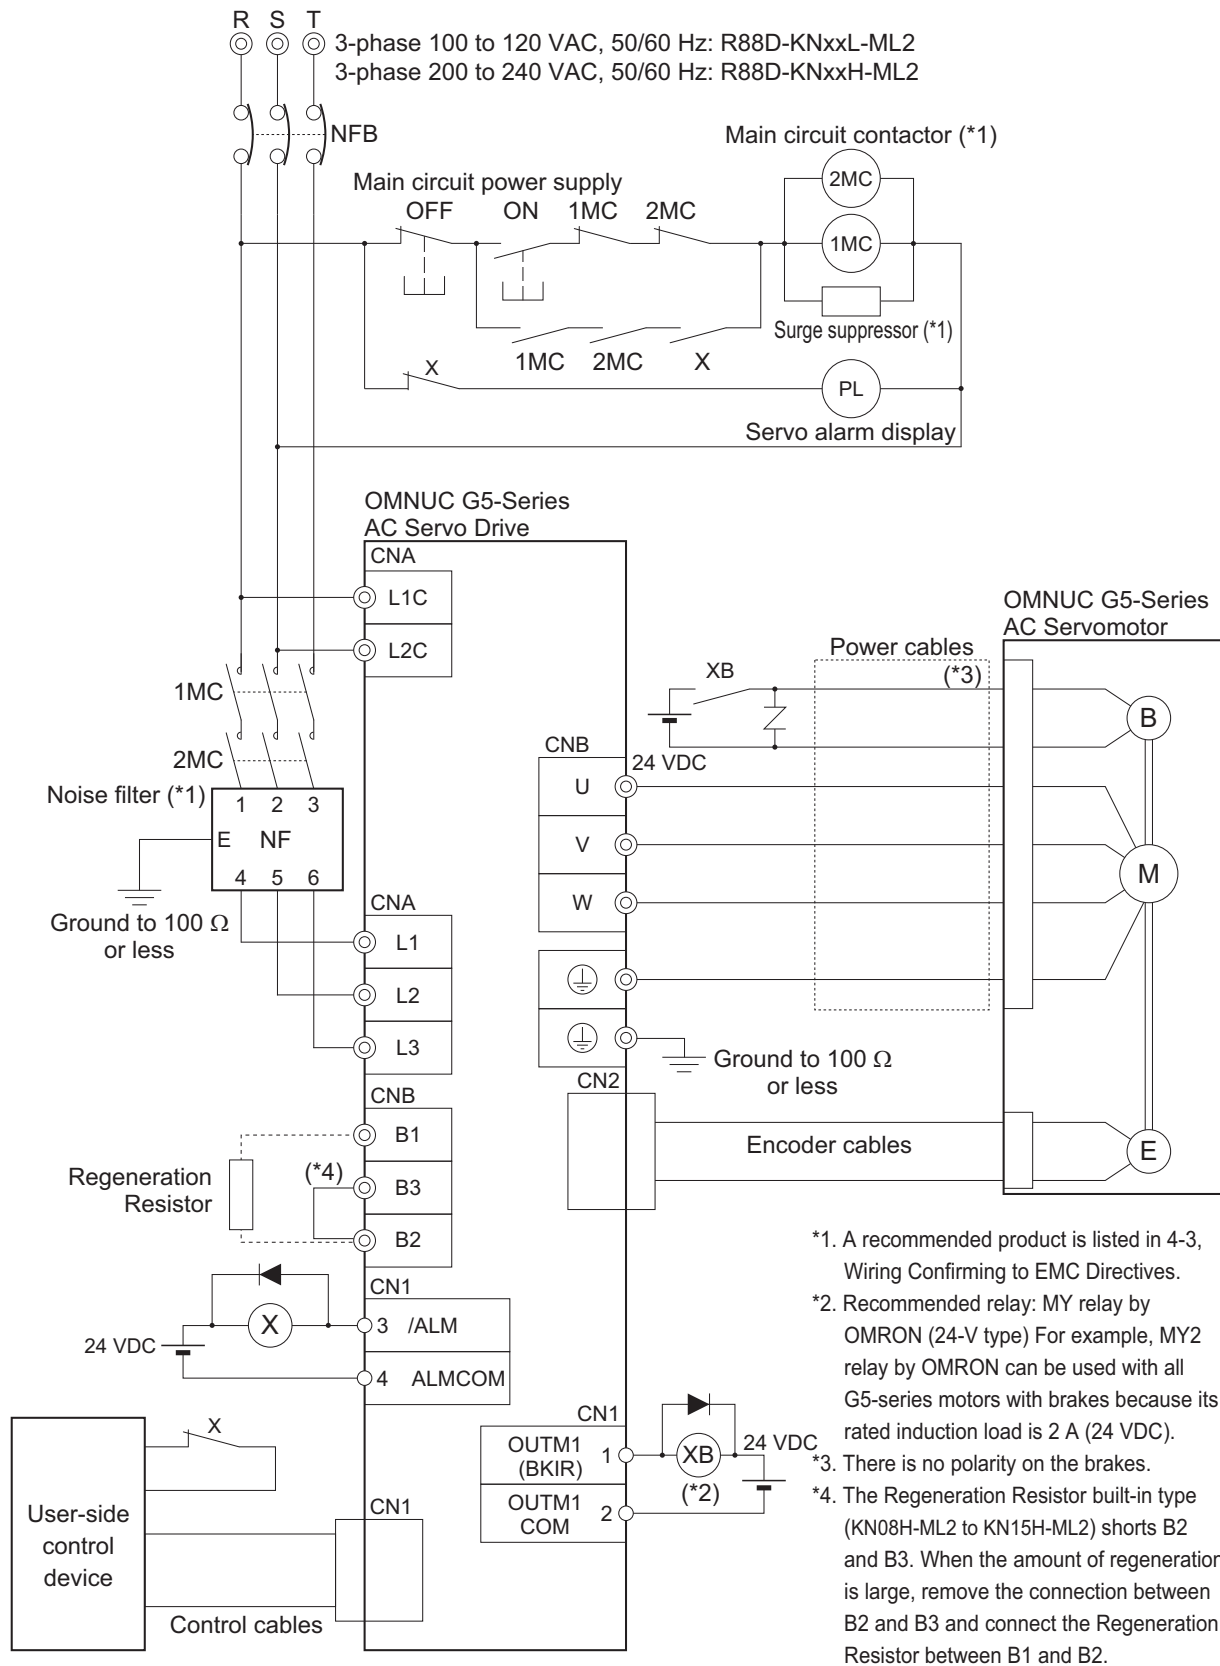 R S T
3-phase 100 to 120 VAC, 50/60 Hz: R88D-KNxxL-ML2
3-phase 200 to 240 VAC, 50/60 Hz: R88D-KNxxH-ML2
NFB
Main circuit contactor (*1)
2MC
Main circuit power supply
OFF ON 1MC 2MC
1MC
Surge suppressor (*1)
1MC 2MC X
X
PL
Servo alarm display
OMNUC G5-Series
AC Servo Drive
CNA
L1C
L2C
OMNUC G5-Series
AC Servomotor
Power cables
(*3)
XB
1MC
B
24 VDC
2MC
CNB
U
V
W
M
Noise filter (*1)
1 2 3
E NF
4 5 6
Ground to 100 Ω
or less
CNA
L1
L2
L3
Ground to 100 Ω
or less
CN2
Encoder cables
E
CNB
B1
B3
B2
(*4)
Regeneration
Resistor
CN1
X
3 /ALM
24 VDC
4 ALMCOM
X
User-side
control
device
CN1
Control cables
CN1
OUTM1
(BKIR)
1
XB
(*2)
24 VDC
OUTM1
COM
2
*1. A recommended product is listed in 4-3,
Wiring Confirming to EMC Directives.
*2. Recommended relay: MY relay by
OMRON (24-V type) For example, MY2
relay by OMRON can be used with all
G5-series motors with brakes because its
rated induction load is 2 A (24 VDC).
*3. There is no polarity on the brakes.
*4. The Regeneration Resistor built-in type
(KN08H-ML2 to KN15H-ML2) shorts B2
and B3. When the amount of regeneration
is large, remove the connection between
B2 and B3 and connect the Regeneration
Resistor between B1 and B2.